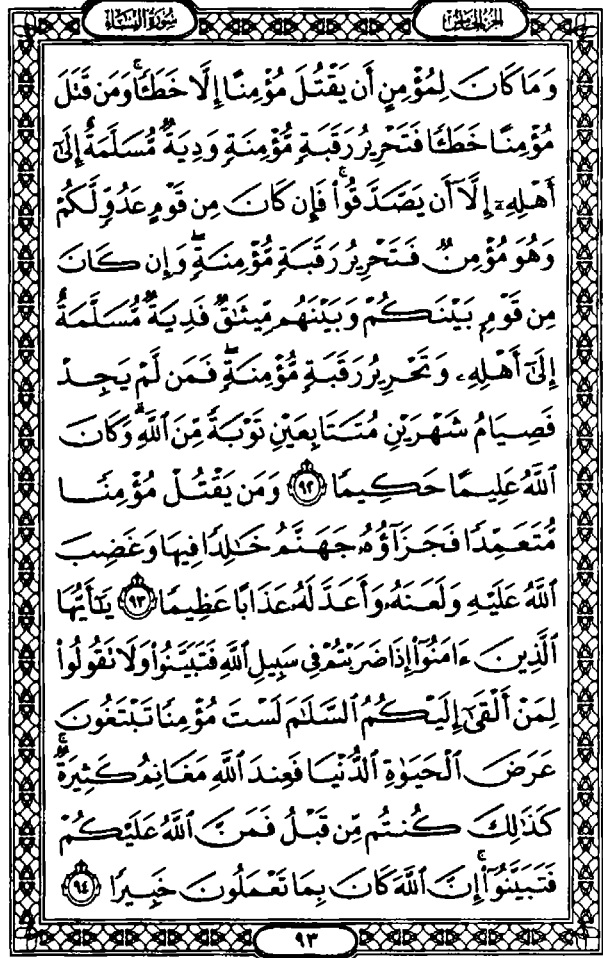 الجزء الخامس
سورة النساء
وَمَا كَانَ لِمُؤْمِنٍ أَن يَقْتُلَ مُؤْمِنًا إِلَّا خَطَـًٔا ۚ وَمَن قَتَلَ
مُؤْمِنًا خَطَـًٔا فَتَحْرِيرُ رَقَبَةٍ مُّؤْمِنَةٍ وَدِيَةٌ مُّسَلَّمَةٌ إِلَىٰٓ
أَهْلِهِۦٓ إِلَّآ أَن يَصَّدَّقُوا۟ ۚ فَإِن كَانَ مِن قَوْمٍ عَدُوٍّ لَّكُمْ
وَهُوَ مُؤْمِنٌ فَتَحْرِيرُ رَقَبَةٍ مُّؤْمِنَةٍ ۖ وَإِن كَانَ
مِن قَوْمٍۭ بَيْنَكُمْ وَبَيْنَهُم مِّيثَـٰقٌ فَدِيَةٌ مُّسَلَّمَةٌ
إِلَىٰٓ أَهْلِهِۦ وَتَحْرِيرُ رَقَبَةٍ مُّؤْمِنَةٍ ۖ فَمَن لَّمْ يَجِدْ
فَصِيَامُ شَهْرَيْنِ مُتَتَابِعَيْنِ تَوْبَةً مِّنَ ٱللَّهِ ۗ وَكَانَ
ٱللَّهُ عَلِيمًا حَكِيمًا ٩٢ وَمَن يَقْتُلْ مُؤْمِنًا
مُّتَعَمِّدًا فَجَزَآؤُهُۥ جَهَنَّمُ خَـٰلِدًا فِيهَا وَغَضِبَ
ٱللَّهُ عَلَيْهِ وَلَعَنَهُۥ وَأَعَدَّ لَهُۥ عَذَابًا عَظِيمًا ٩٣ يَـٰٓأَيُّهَا
ٱلَّذِينَ ءَامَنُوٓا۟ إِذَا ضَرَبْتُمْ فِى سَبِيلِ ٱللَّهِ فَتَبَيَّنُوا۟ وَلَا تَقُولُوا۟
لِمَنْ أَلْقَىٰٓ إِلَيْكُمُ ٱلسَّلَـٰمَ لَسْتَ مُؤْمِنًا تَبْتَغُونَ
عَرَضَ ٱلْحَيَوٰةِ ٱلدُّنْيَا فَعِندَ ٱللَّهِ مَغَانِمُ كَثِيرَةٌ ۚ
كَذَٰلِكَ كُنتُم مِّن قَبْلُ فَمَنَّ ٱللَّهُ عَلَيْكُمْ
فَتَبَيَّنُوٓا۟ ۚ إِنَّ ٱللَّهَ كَانَ بِمَا تَعْمَلُونَ خَبِيرًا ٩٤
٩٣